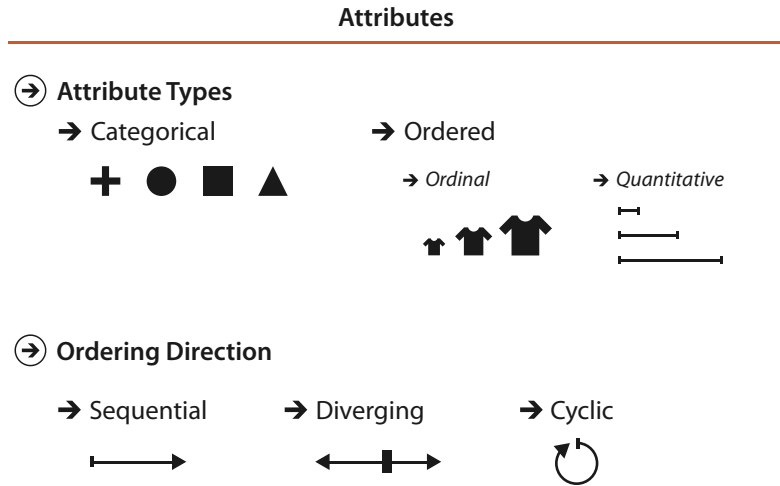 Attributes
Attribute Types
Categorical
Ordered
Ordinal
Quantitative
Ordering Direction
Sequential
Diverging
Cyclic